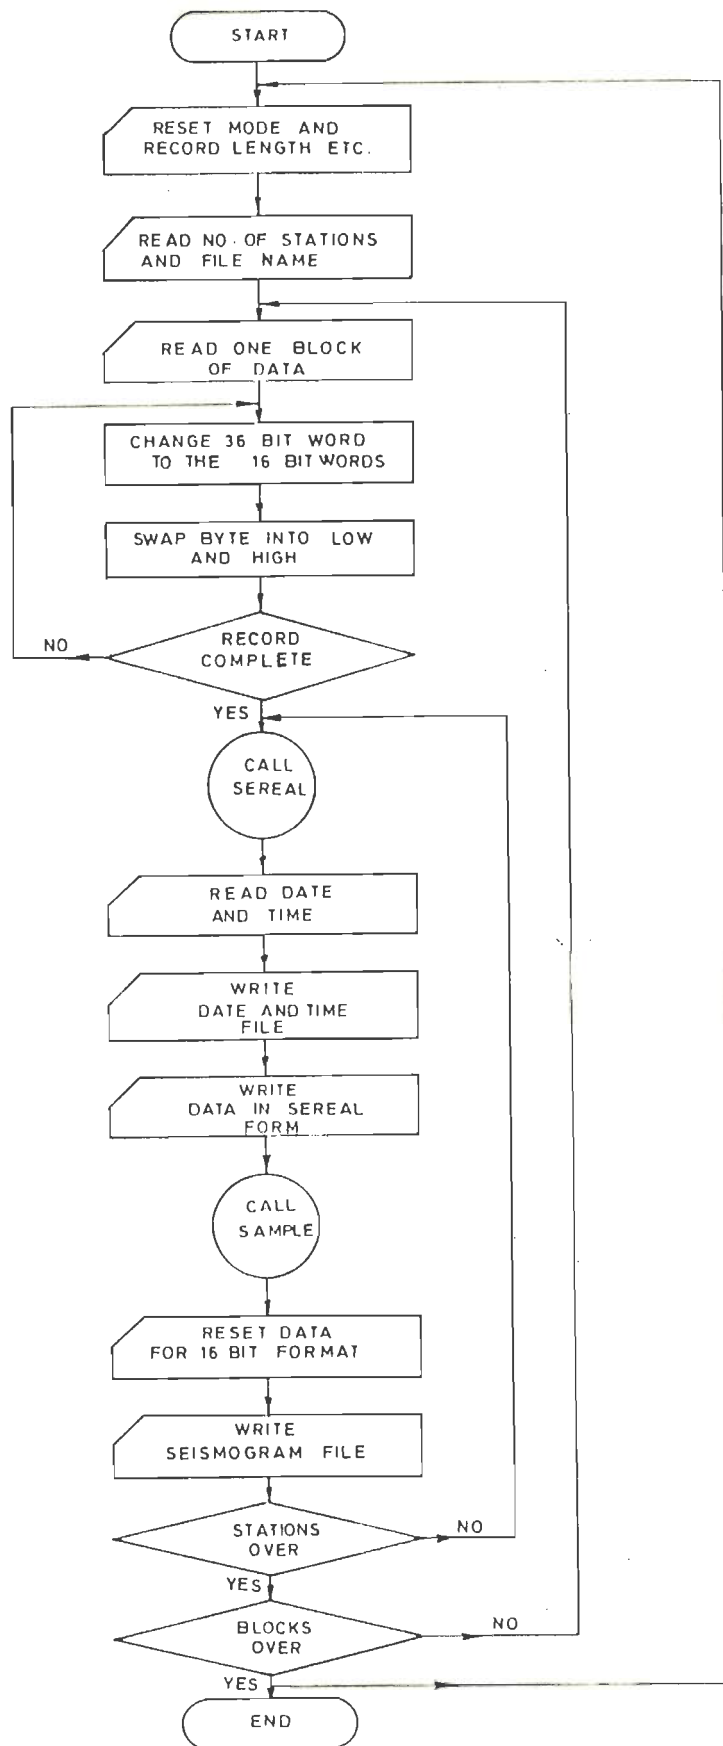 START
RESET MODE AND
RECORD LENGTH ETC.
READ NO. OF STATIONS
AND FILE NAME
READ ONE BLOCK
OF DATA
CHANGE 36 BIT WORD
TO THE 16 BIT WORDS
SWAP BYTE INTO LOW
AND HIGH
RECORD
COMPLETE
NO
YES
CALL
SEREAL
READ DATE
AND TIME
WRITE
DATE AND TIME
FILE
WRITE
DATA IN SEREAL
FORM
CALL
SAMPLE
RESET DATA
FOR 16 BIT FORMAT
WRITE
SEISMOGRAM FILE
STATIONS
OVER
NO
YES
BLOCKS
OVER
NO
YES
END